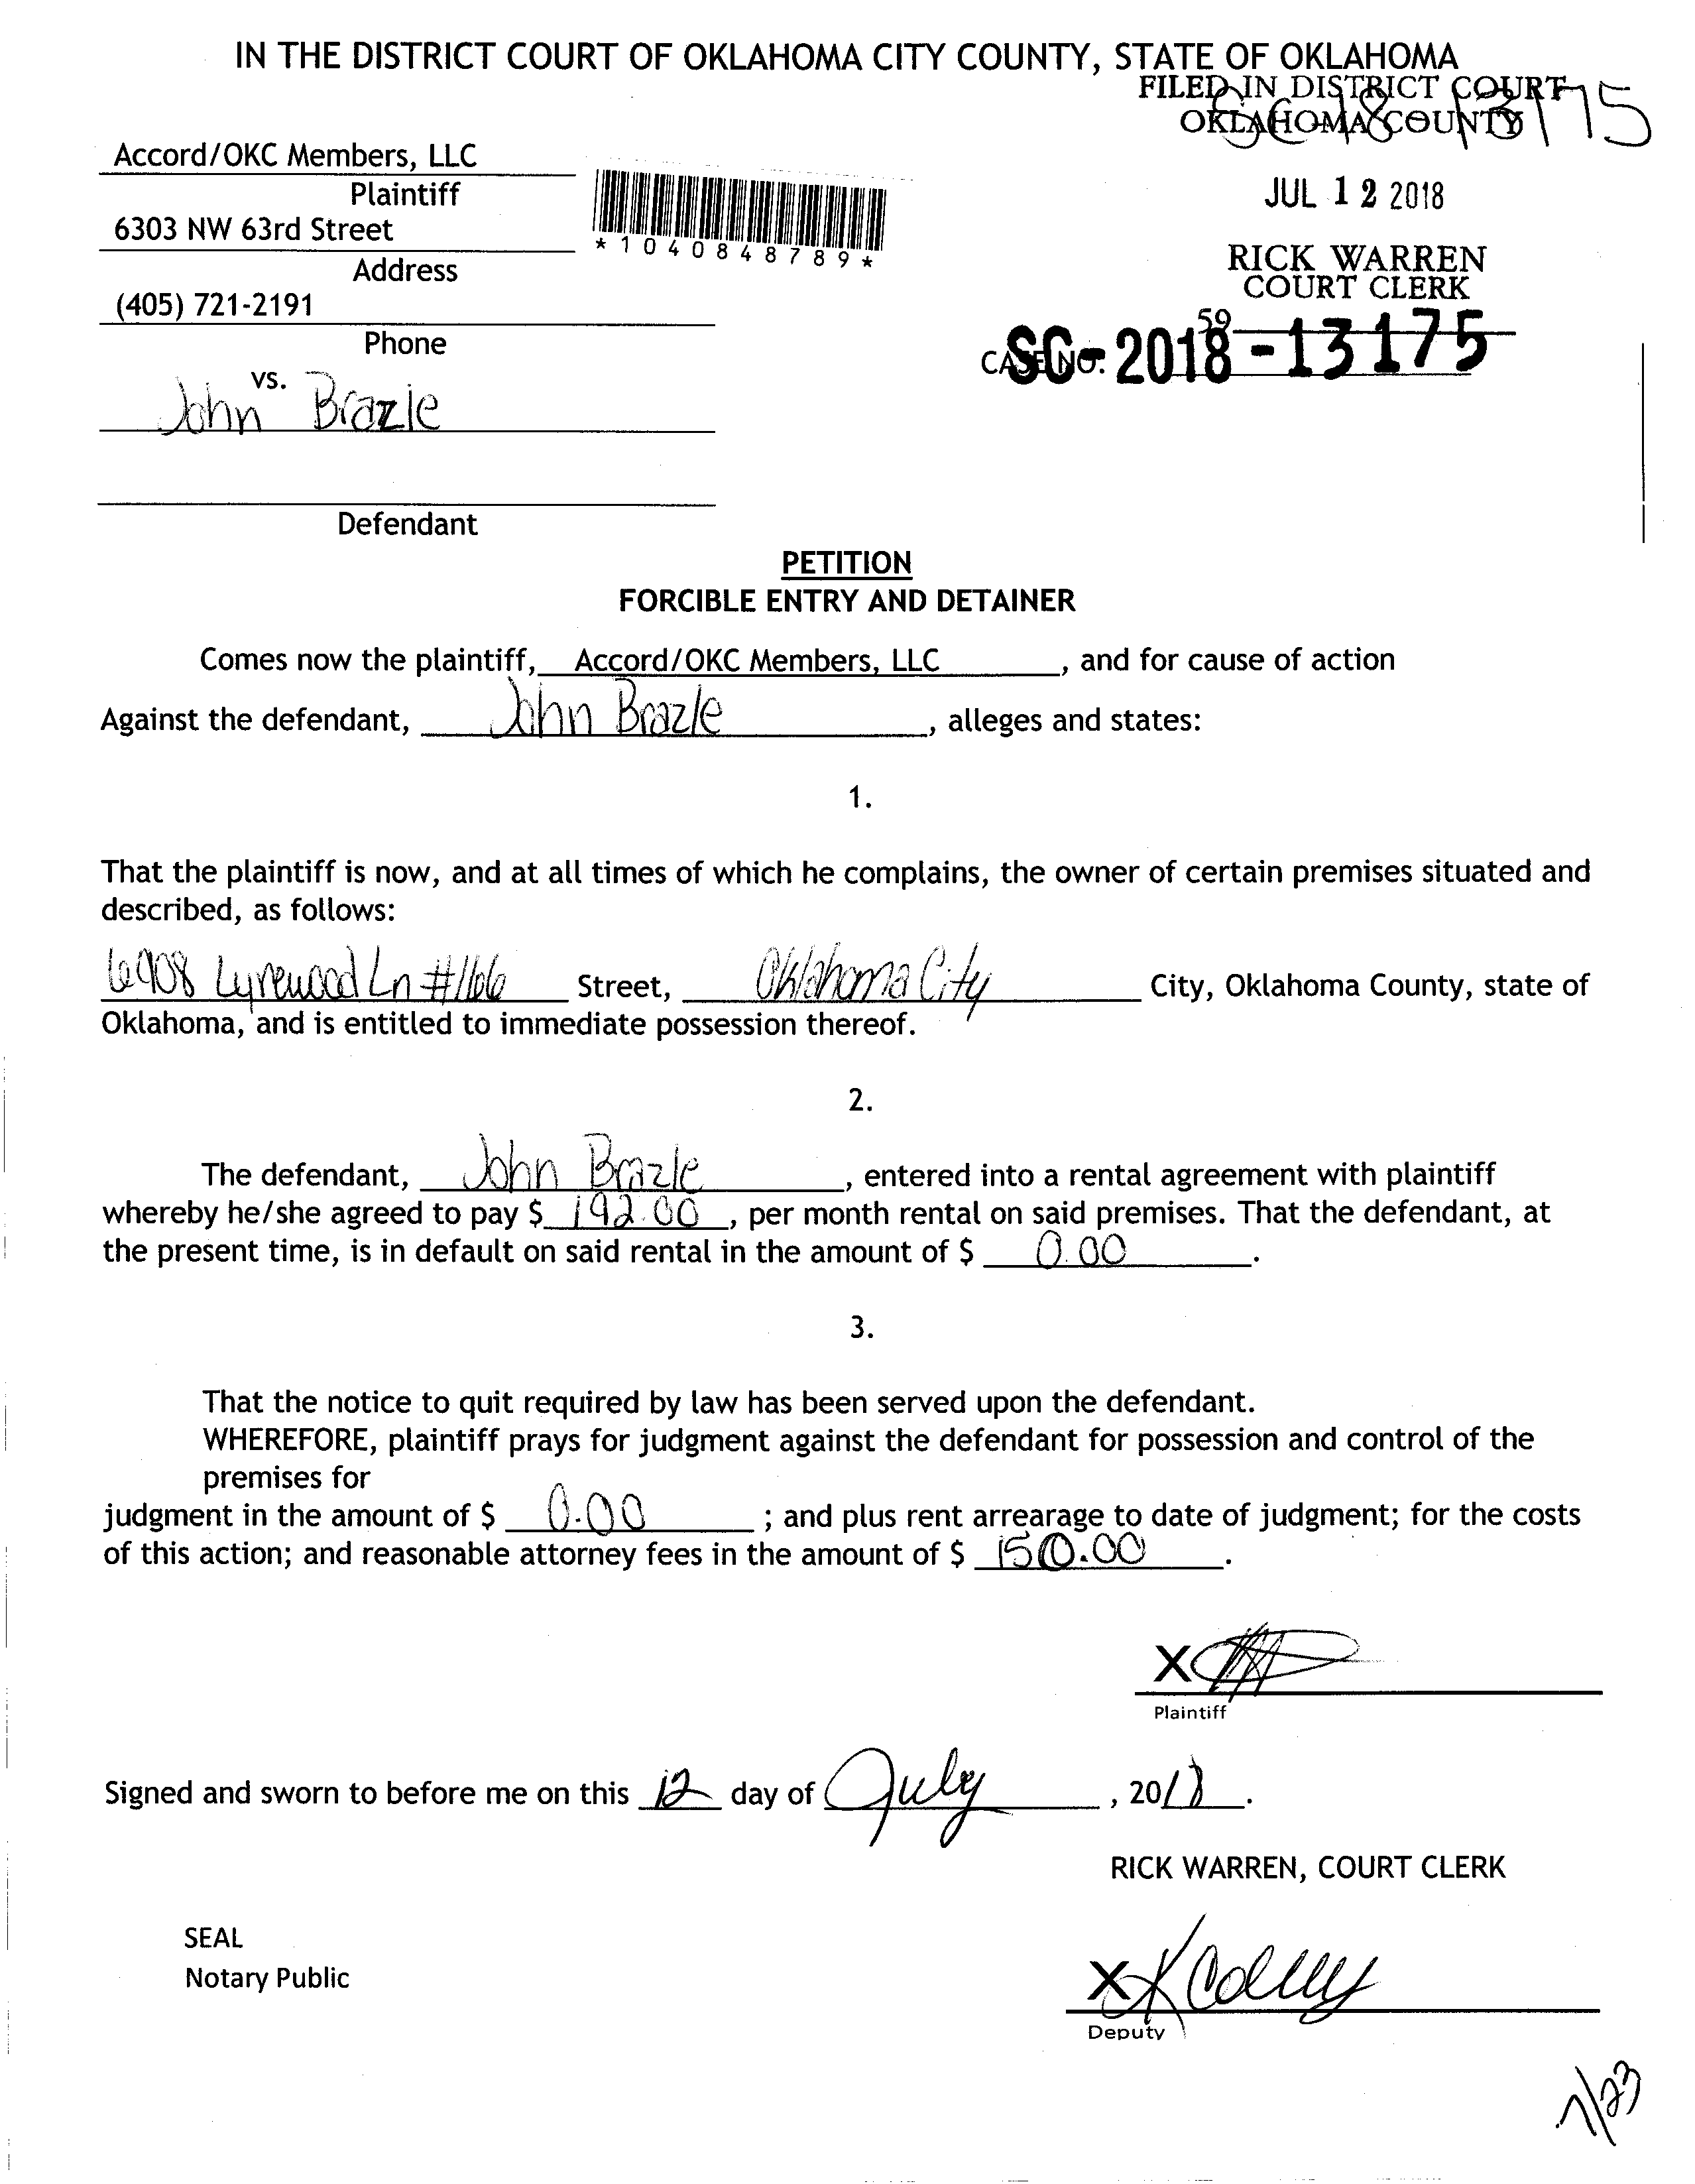 IN THE DISTRICT COURT OF OKLAHOMA CITY COUNTY, STATE OF OKLAHOMA
FILED IN DISTRICT COURT
OKLAHOMA COUNTY
SC 18 13175
Accord/OKC Members, LLC
Plaintiff
JUL 12 2018
6303 NW 63rd Street
*1040848789*
Address
RICK WARREN
COURT CLERK
(405) 721-2191
59
Phone
CASE NO. SC-2018-13175
vs.
John Brazle
Defendant
PETITION
FORCIBLE ENTRY AND DETAINER
Comes now the plaintiff, Accord/OKC Members, LLC, and for cause of action
Against the defendant, John Brazle, alleges and states:
1.
That the plaintiff is now, and at all times of which he complains, the owner of certain premises situated and
described, as follows:
6908 Lyrewood Ln #166 Street, Oklahoma City City, Oklahoma County, state of
Oklahoma, and is entitled to immediate possession thereof.
2.
The defendant, John Brazle, entered into a rental agreement with plaintiff
whereby he/she agreed to pay $ 192.00, per month rental on said premises. That the defendant, at
the present time, is in default on said rental in the amount of $ 0.00.
3.
That the notice to quit required by law has been served upon the defendant.
WHEREFORE, plaintiff prays for judgment against the defendant for possession and control of the
premises for
judgment in the amount of $ 0.00; and plus rent arrearage to date of judgment; for the costs
of this action; and reasonable attorney fees in the amount of $ 150.00.
X
Plaintiff
Signed and sworn to before me on this 12 day of July, 2018.
RICK WARREN, COURT CLERK
SEAL
Notary Public
X
Deputy
7/23